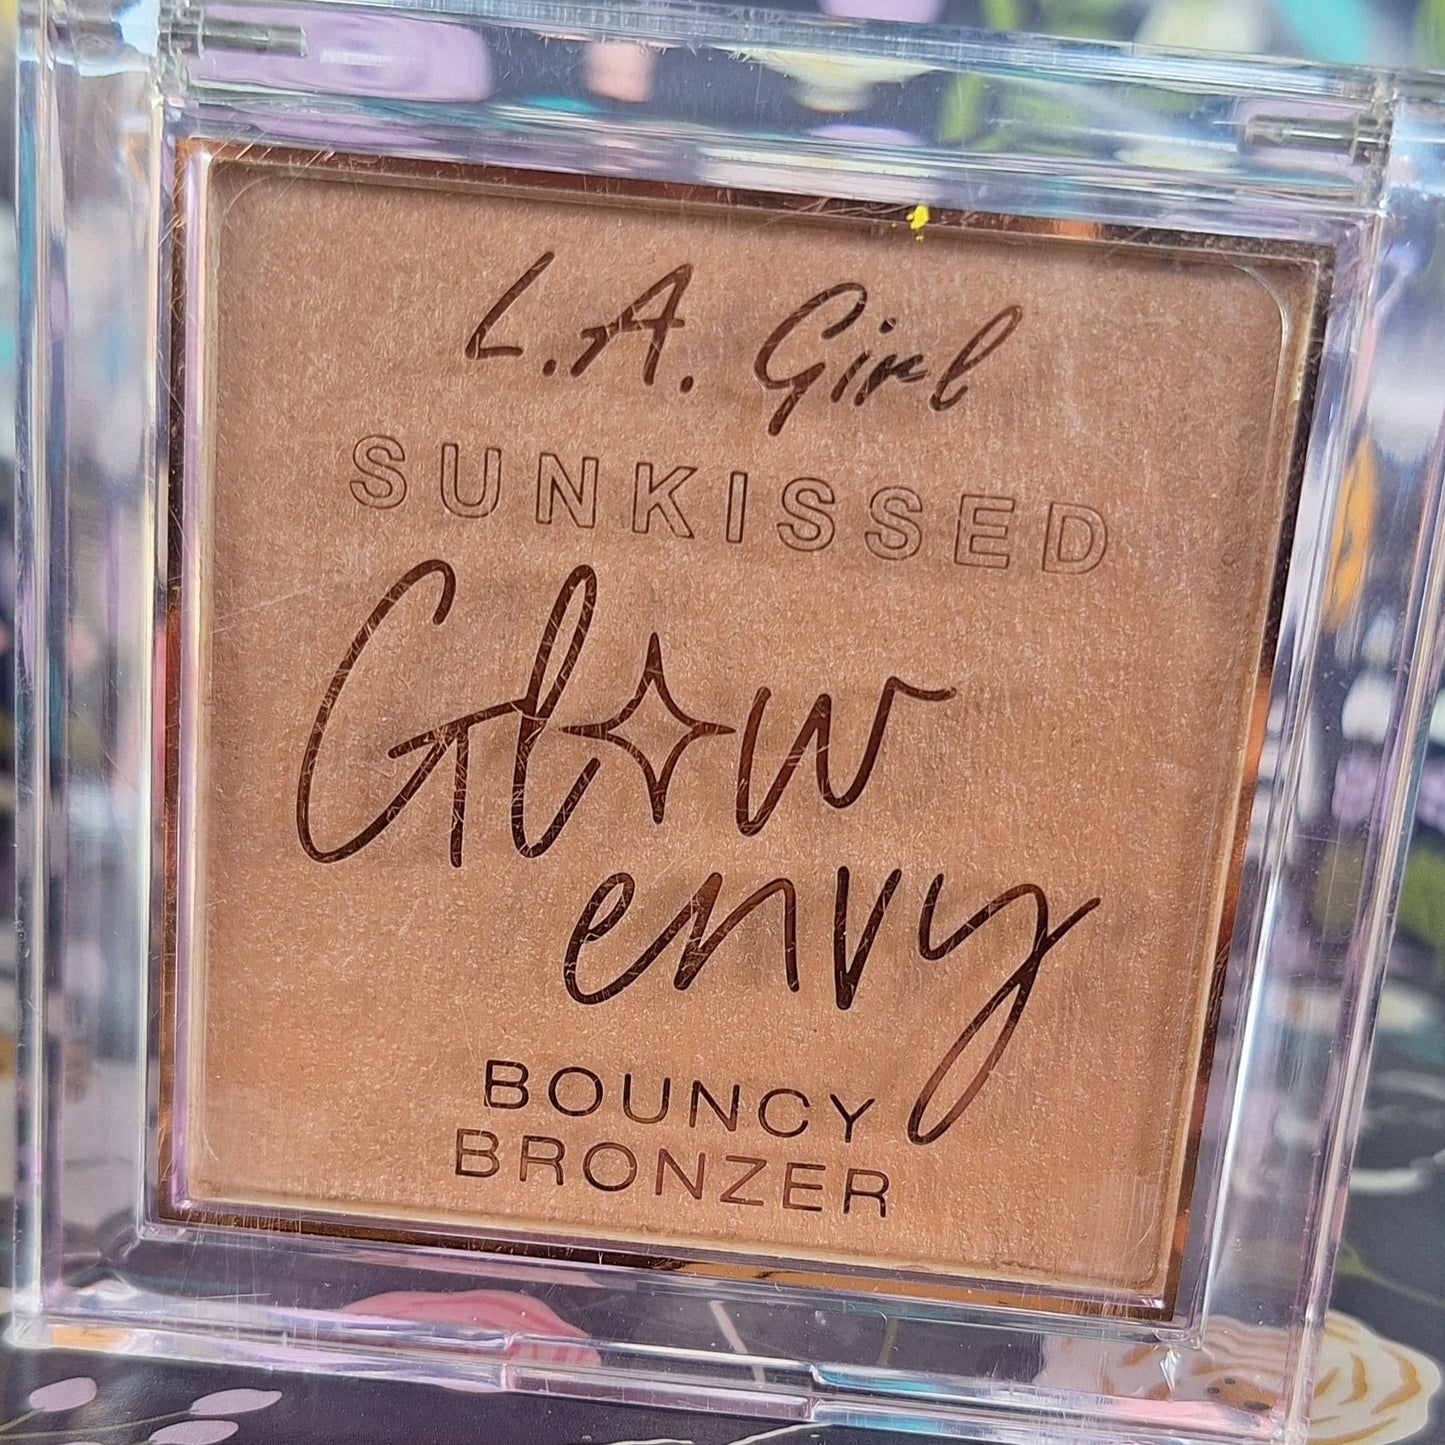 L.A. Girl
SUNKISSED
Glow
envy
BOUNCY
BRONZER